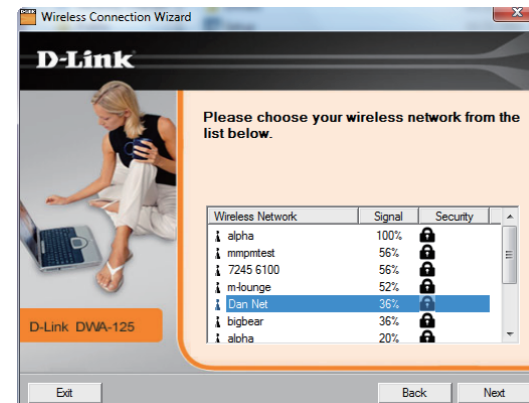 Wireless Connection Wizard
D-Link
Please choose your wireless network from the
list below.
Wireless Network Signal Security
alpha 100%
mmpmtest 56%
7245 6100 56%
m-lounge 52%
Dan Net 36%
bigbear 36%
alpha 20%
D-Link DWA-125
Exit Back Next